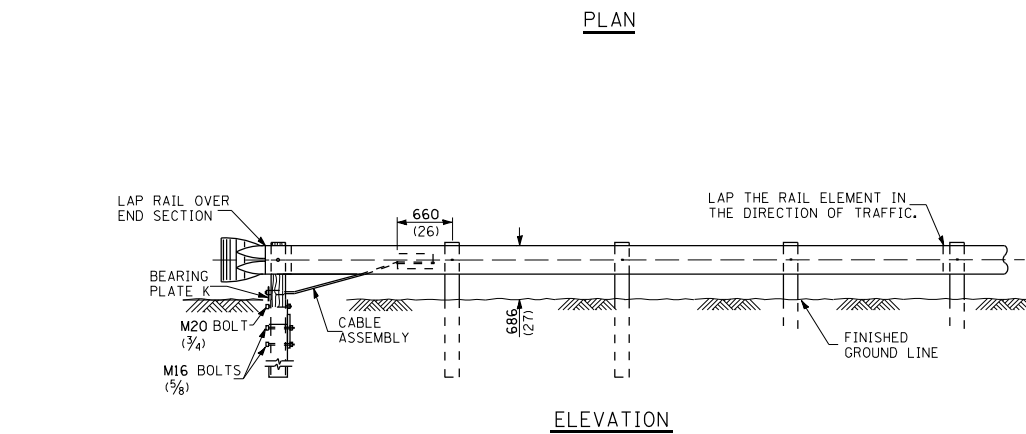 PLAN
LAP RAIL OVER
END SECTION
660
(26)
LAP THE RAIL ELEMENT IN
THE DIRECTION OF TRAFFIC.
BEARING
PLATE K
M20 BOLT
(3/4)
M16 BOLTS
(5/8)
CABLE
ASSEMBLY
686
(27)
FINISHED
GROUND LINE
ELEVATION